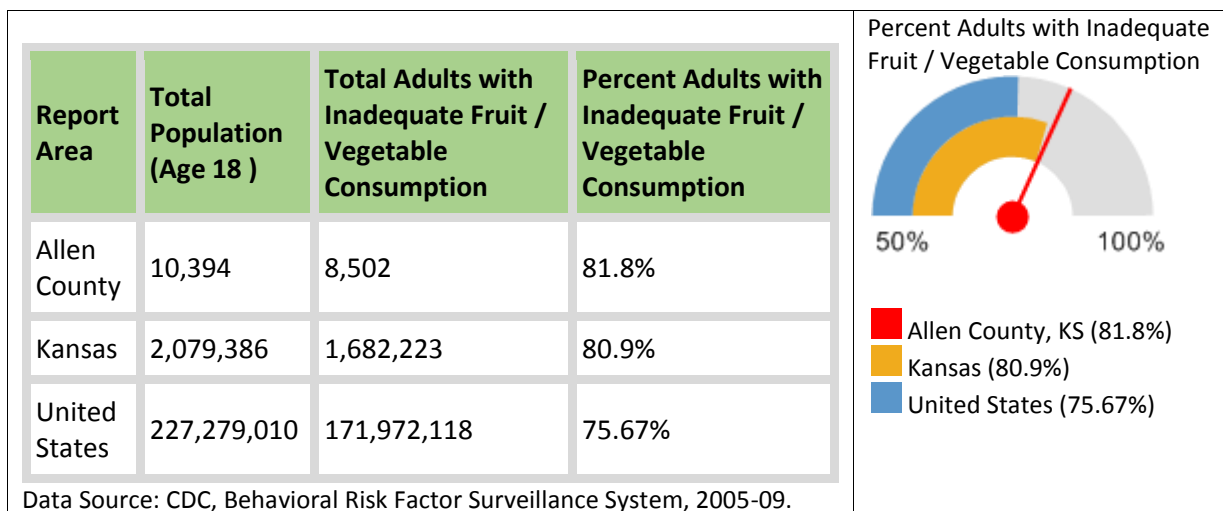 Report Area
Total Population (Age 18 )
Total Adults with Inadequate Fruit / Vegetable Consumption
Percent Adults with Inadequate Fruit / Vegetable Consumption
Allen County
10,394
8,502
81.8%
Kansas
2,079,386
1,682,223
80.9%
United States
227,279,010
171,972,118
75.67%
Data Source: CDC, Behavioral Risk Factor Surveillance System, 2005-09.
Percent Adults with Inadequate
Fruit / Vegetable Consumption
50%
100%
Allen County, KS (81.8%)
Kansas (80.9%)
United States (75.67%)